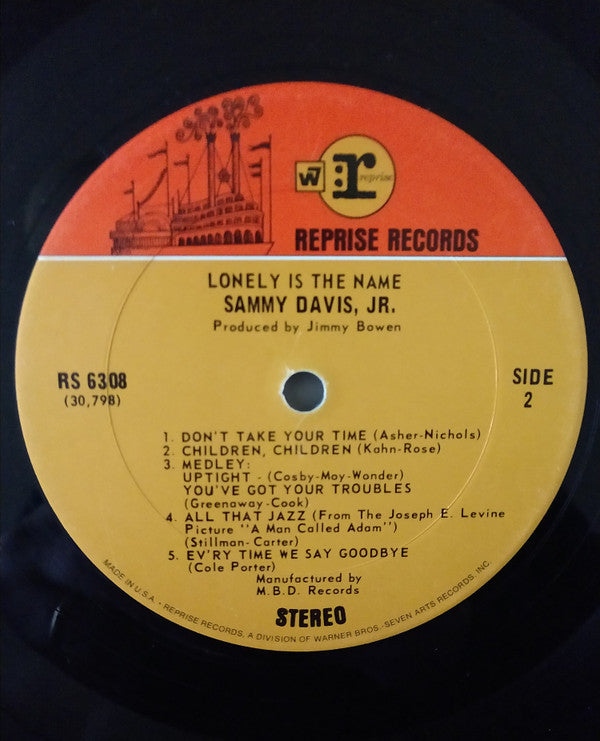 W7 r reprise
REPRISE RECORDS
LONELY IS THE NAME
SAMMY DAVIS, JR.
Produced by Jimmy Bowen
RS 6308
(30,798)
SIDE
2
1. DON'T TAKE YOUR TIME (Asher-Nichols)
2. CHILDREN, CHILDREN (Kahn-Rose)
3. MEDLEY:
UPTIGHT - (Cosby-Moy-Wonder)
YOU'VE GOT YOUR TROUBLES
(Greenaway-Cook)
4. ALL THAT JAZZ (From The Joseph E. Levine
Picture "A Man Called Adam")
(Stillman-Carter)
5. EV'RY TIME WE SAY GOODBYE
(Cole Porter)
Manufactured by
M.B.D. Records
STEREO
MADE IN U.S.A. • REPRISE RECORDS, A DIVISION OF WARNER BROS.-SEVEN ARTS RECORDS, INC.